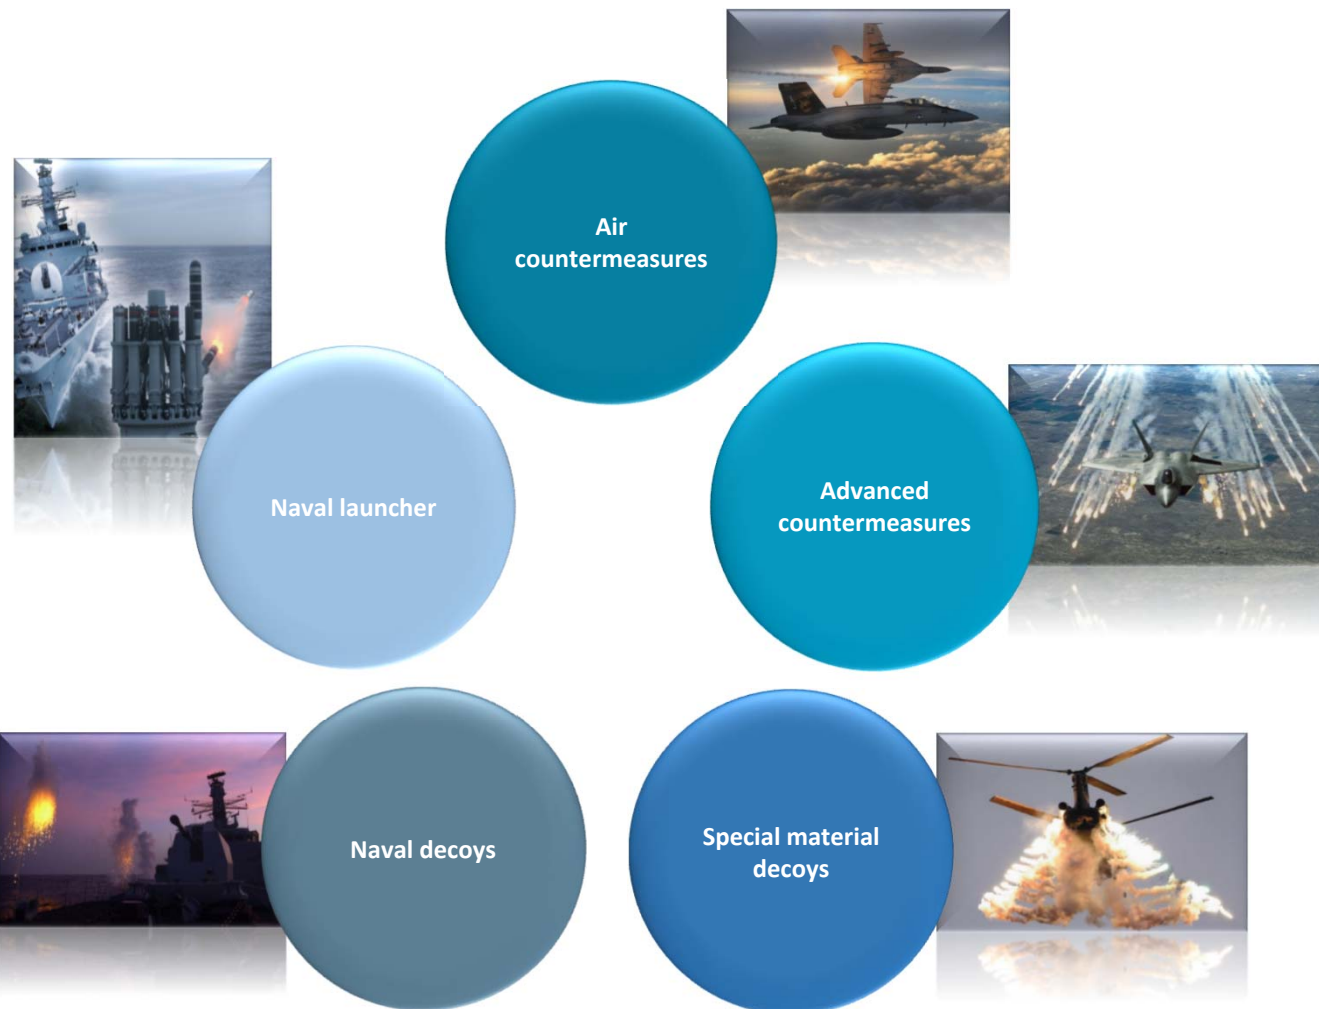 Air
countermeasures
Naval launcher
Advanced
countermeasures
Naval decoys
Special material
decoys